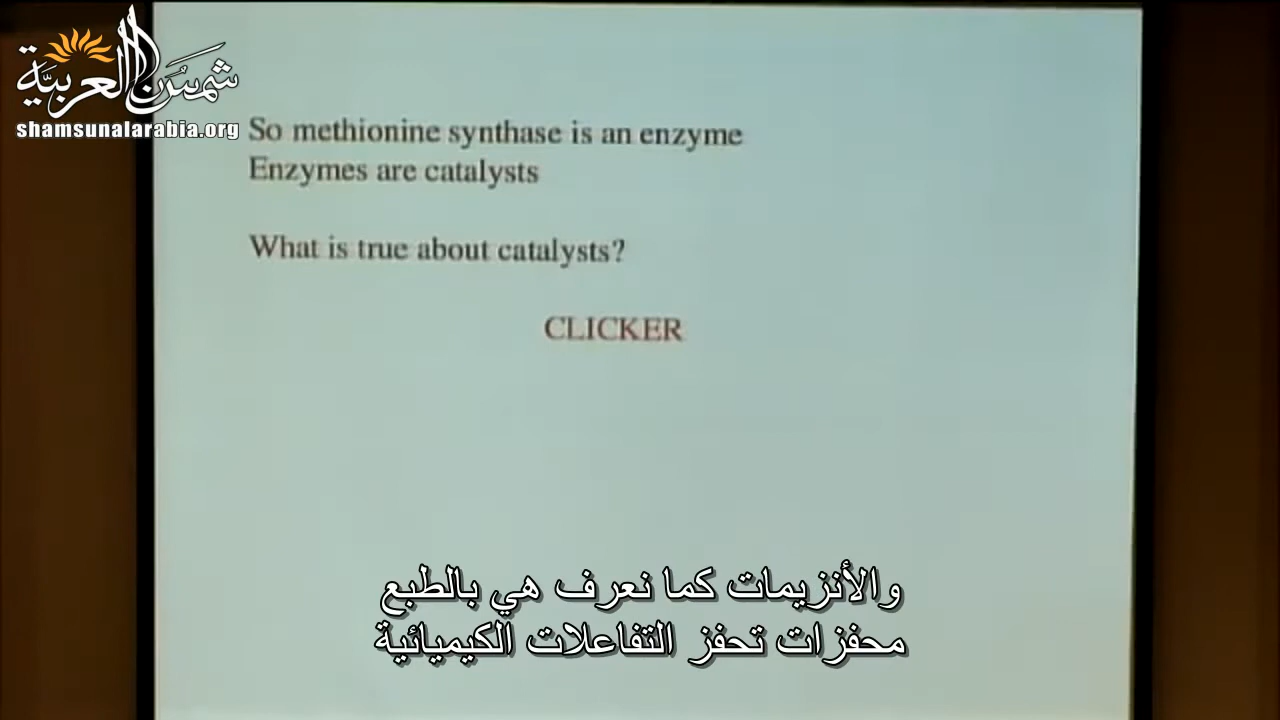 شمس العربية
shamsunalarabia.org
So methionine synthase is an enzyme
Enzymes are catalysts
What is true about catalysts?
CLICKER
والأنزيمات كما نعرف هي بالطبع
محفزات تحفز التفاعلات الكيميائية